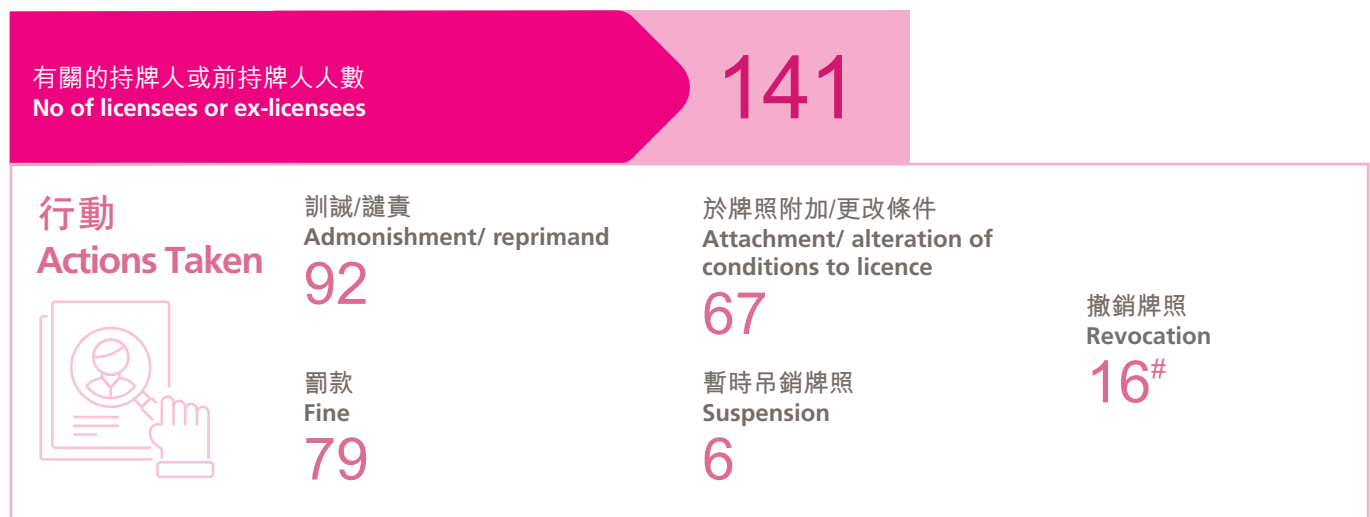 有關的持牌人或前持牌人人數
No of licensees or ex-licensees
141
行動
Actions Taken
訓誡/譴責
Admonishment/ reprimand
92
罰款
Fine
79
於牌照附加/更改條件
Attachment/ alteration of
conditions to licence
67
暫時吊銷牌照
Suspension
6
撤銷牌照
Revocation
16#